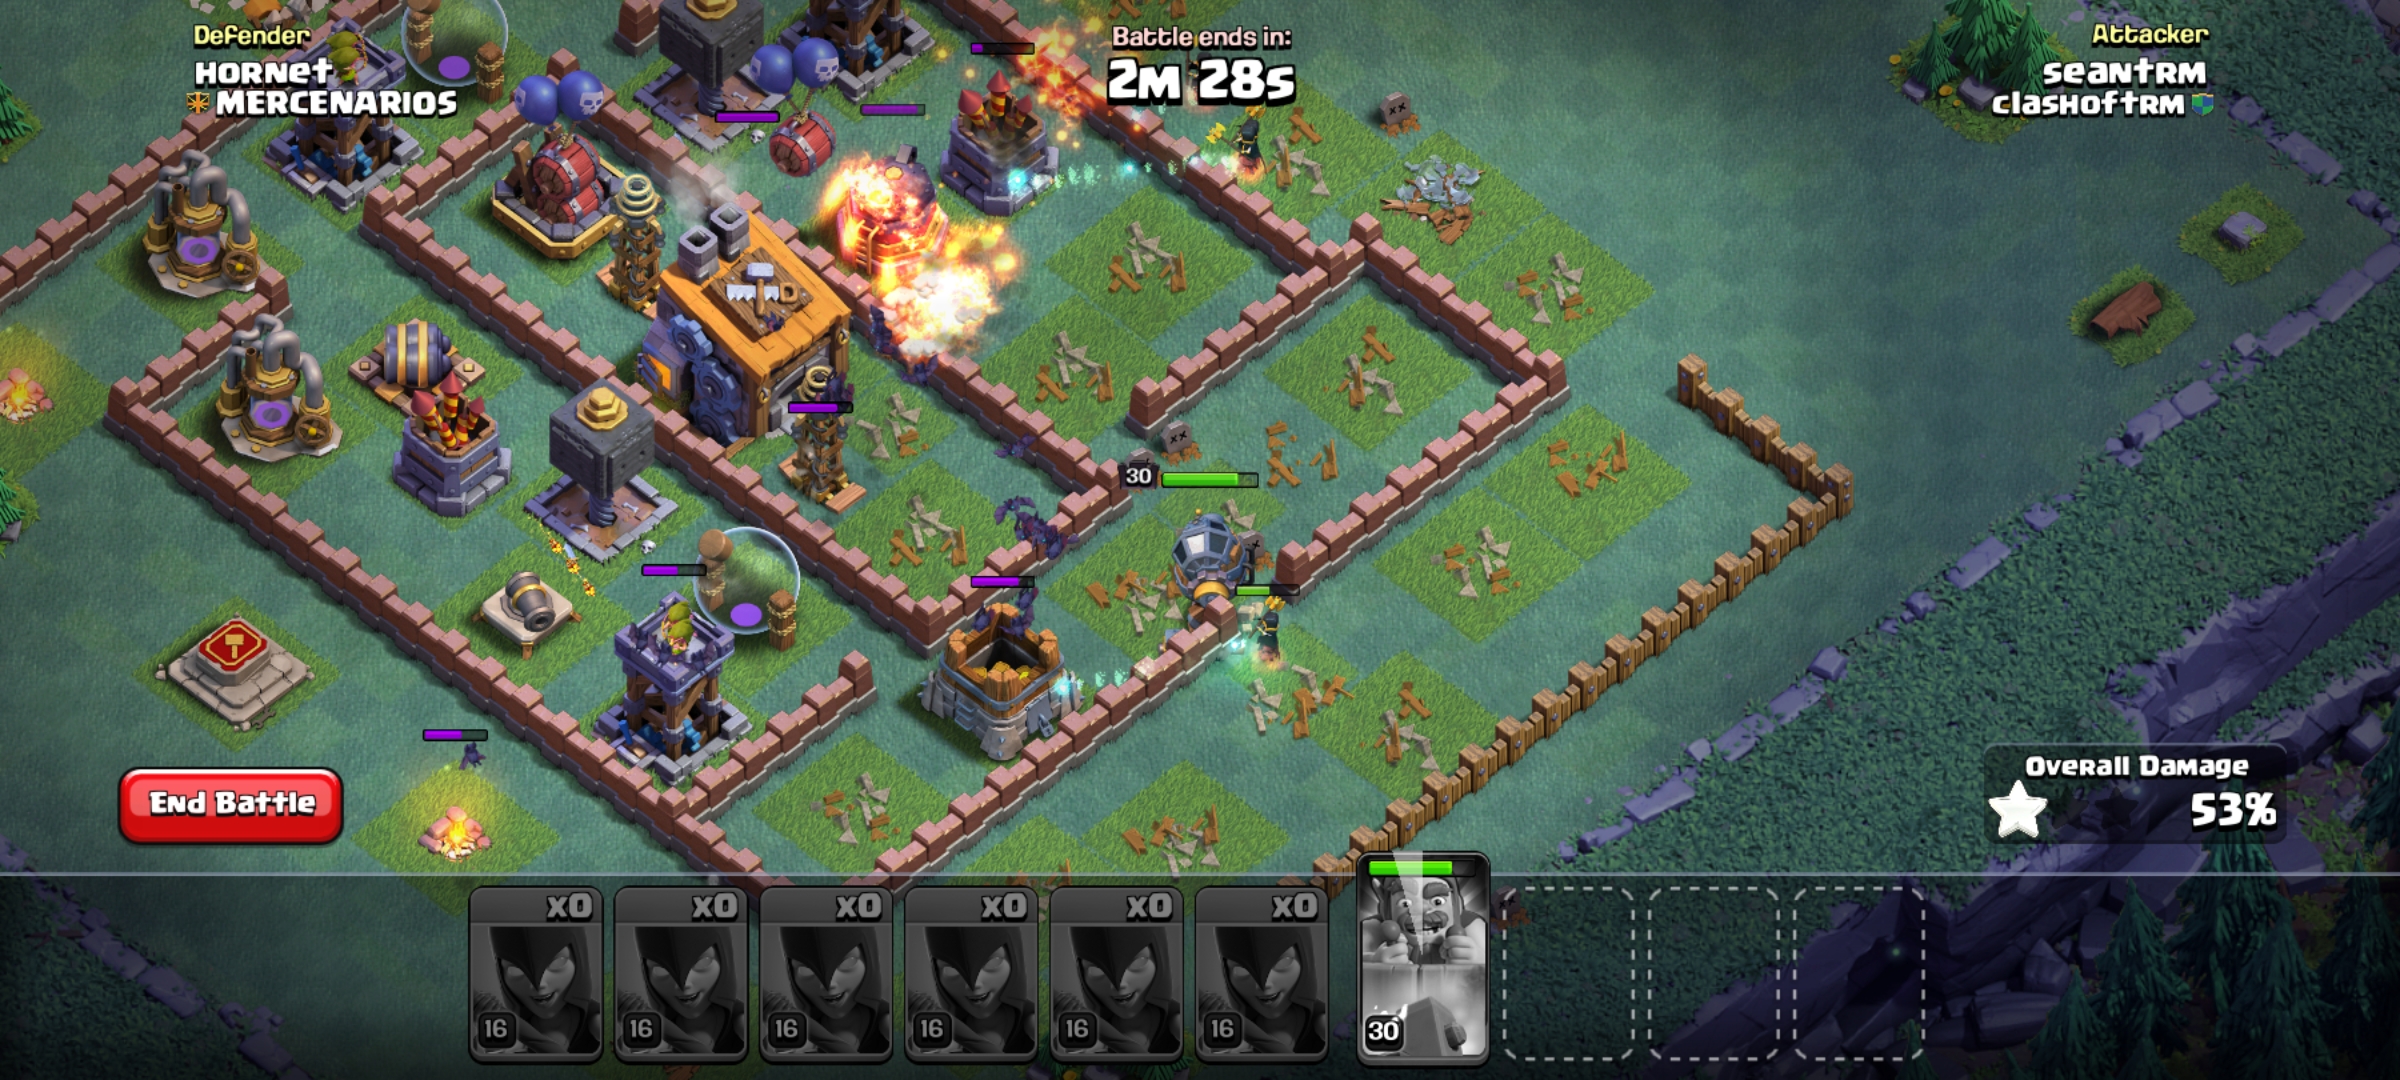 Defender
HORNet
MERCENARIOS
Battle ends in:
2M 28s
Attacker
seantRM
clashoftRM
30
End Battle
Overall Damage
53%
x0
x0
x0
x0
x0
x0
16
16
16
16
16
16
30